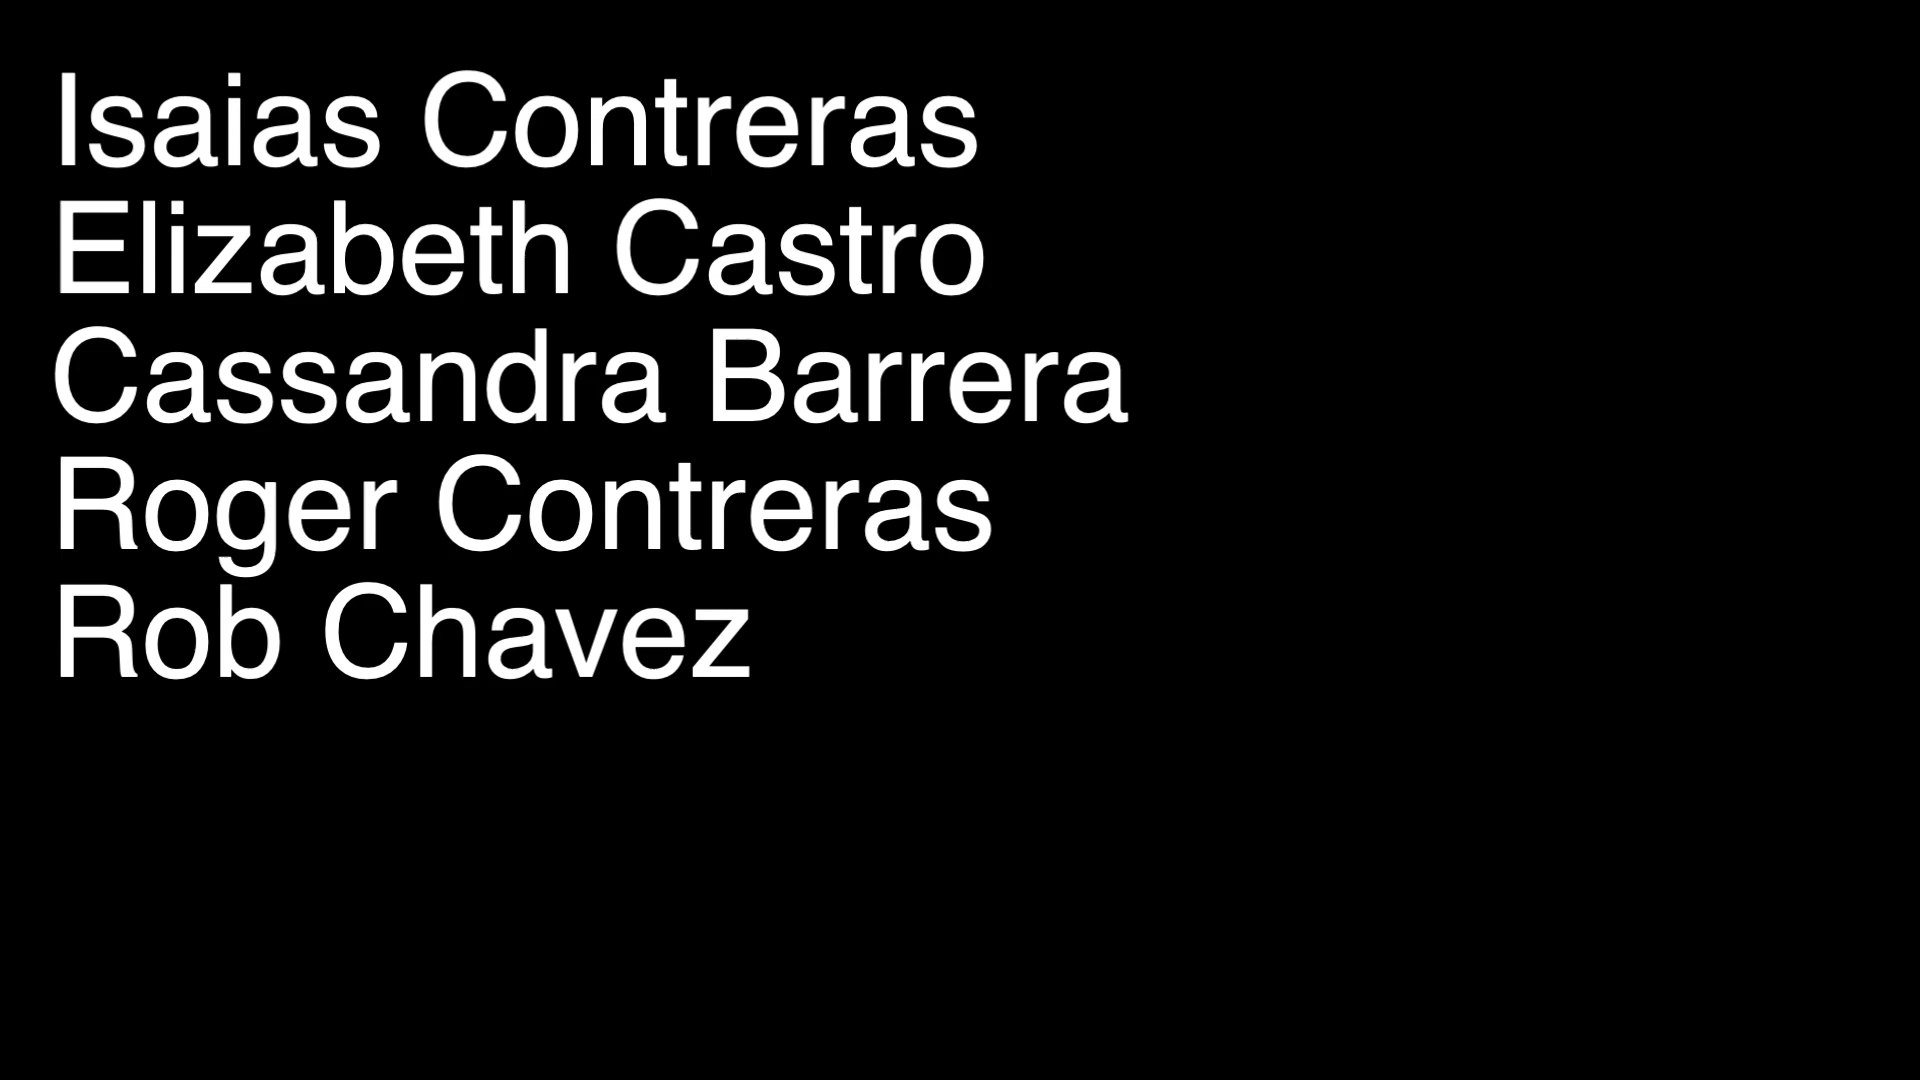 Isaias Contreras
Elizabeth Castro
Cassandra Barrera
Roger Contreras
Rob Chavez